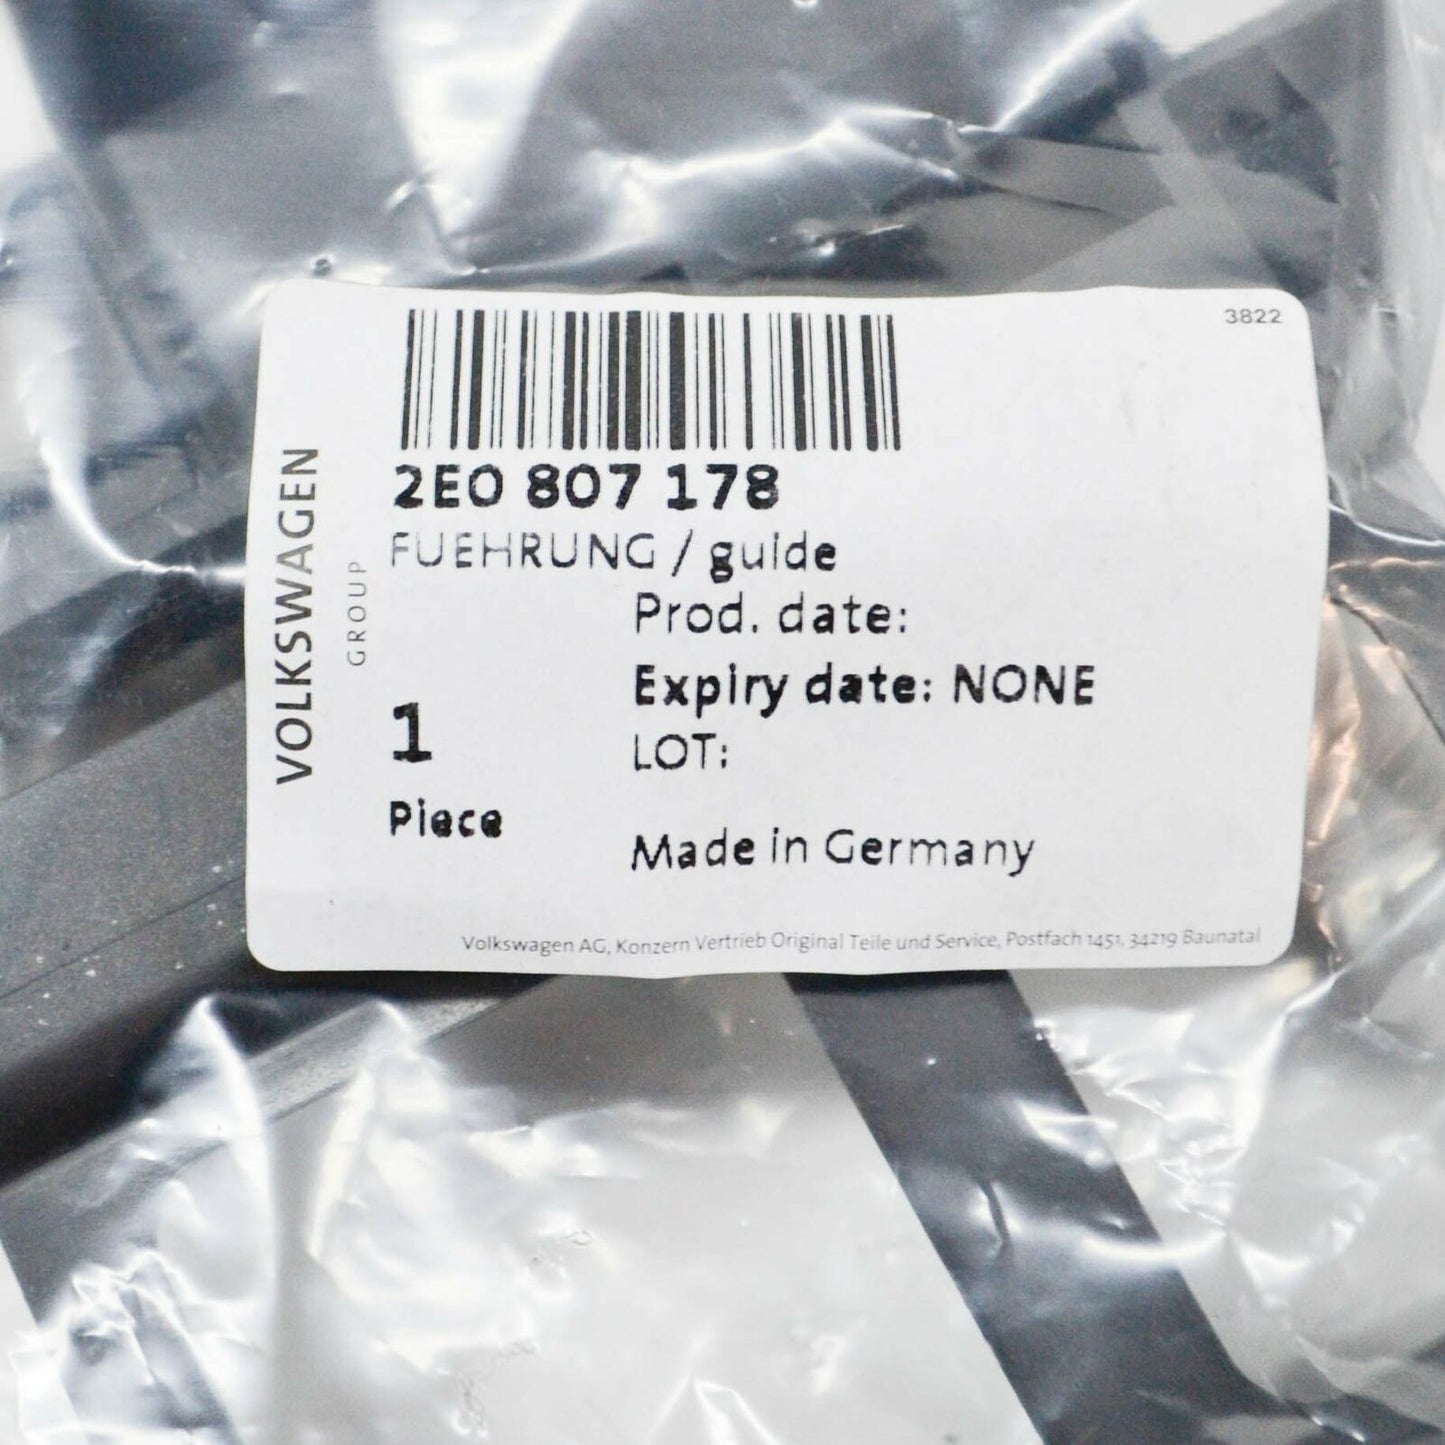 3822
2E0 807 178
FUEHRUNG / guide
Prod. date:
Expiry date: NONE
LOT:
1
Piece
Made in Germany
VOLKSWAGEN
GROUP
Volkswagen AG, Konzern Vertrieb Original Teile und Service, Postfach 1451, 34219 Baunatal